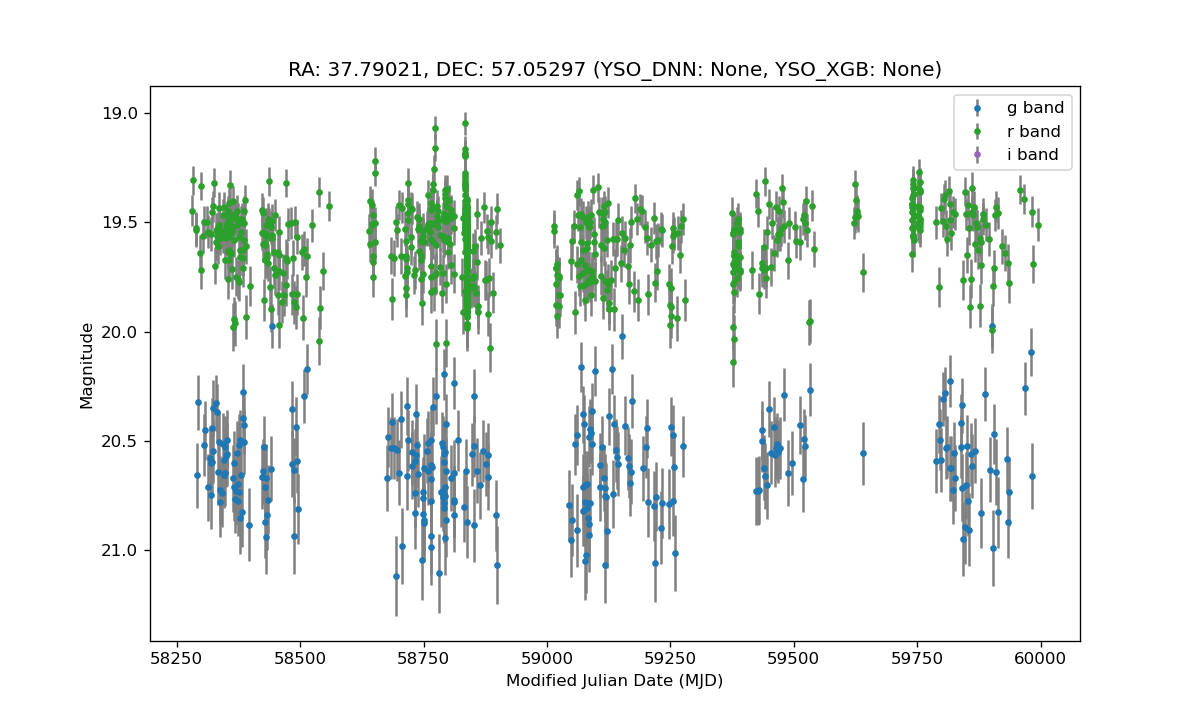 RA: 37.79021, DEC: 57.05297 (YSO_DNN: None, YSO_XGB: None)
g band
r band
i band
19.0
19.5
20.0
20.5
21.0
Magnitude
58250 58500 58750 59000 59250 59500 59750 60000
Modified Julian Date (MJD)